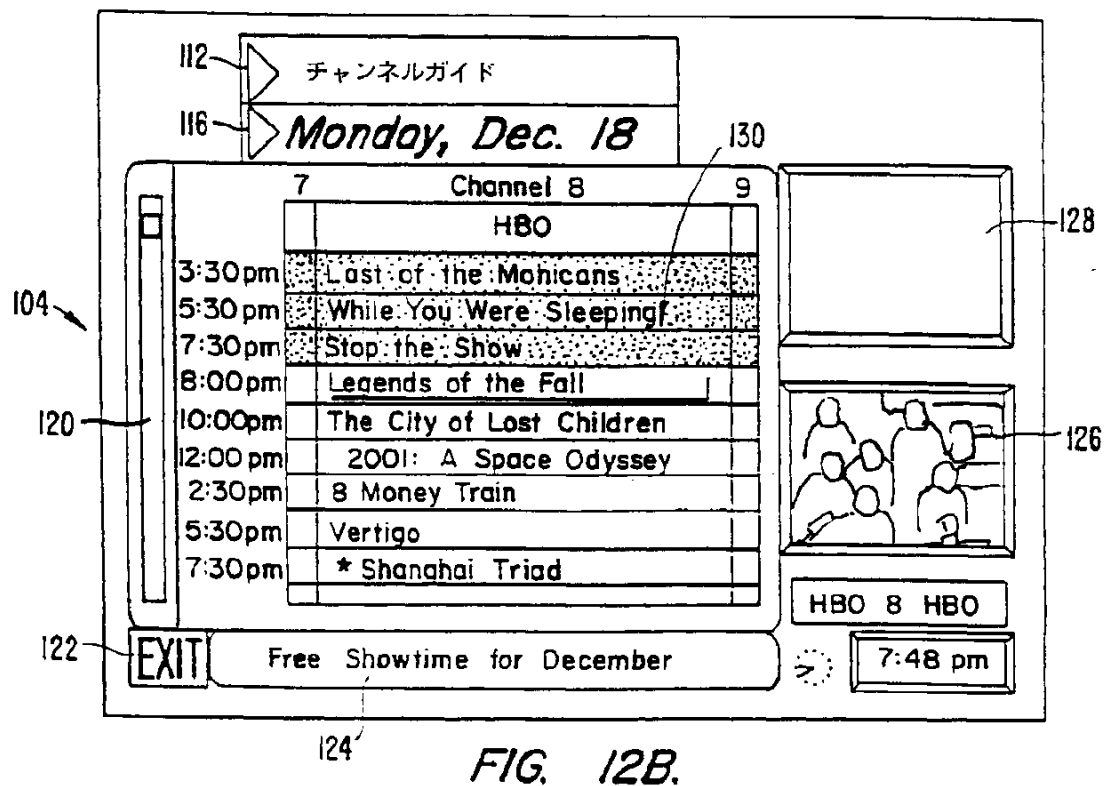 112
チャンネルガイド
116
Monday, Dec. 18
130
7 Channel 8 9
HBO
128
3:30pm Last of the Mohicans
104
5:30pm While You Were Sleeping
7:30pm Stop the Show
8:00pm Legends of the Fall
120
10:00pm The City of Lost Children
126
12:00 pm 2001: A Space Odyssey
2:30pm 8 Money Train
5:30pm Vertigo
7:30pm * Shanghai Triad
HBO 8 HBO
122
EXIT Free Showtime for December
7:48 pm
124
FIG. 12B.